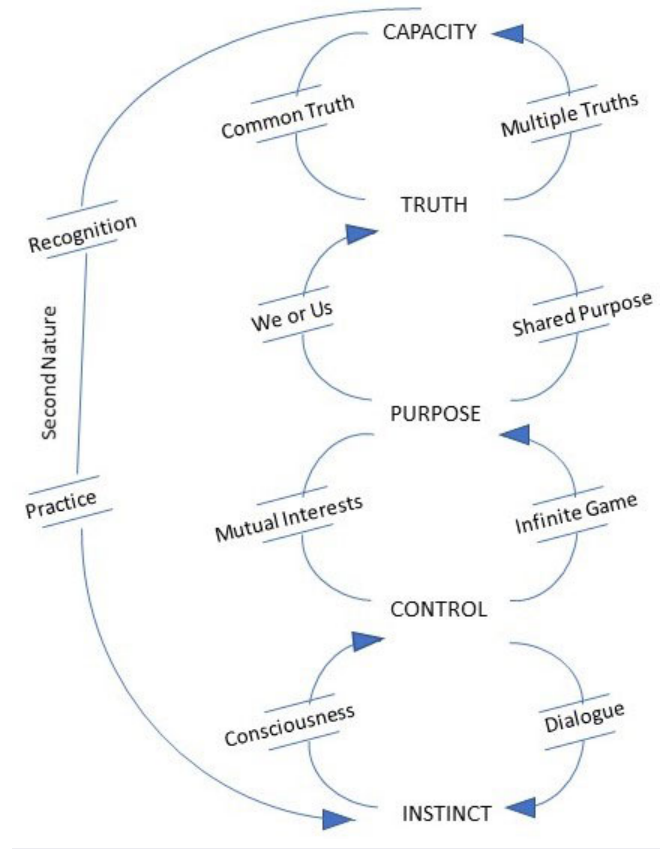 CAPACITY
Common Truth
Multiple Truths
TRUTH
Recognition
We or Us
Shared Purpose
Second Nature
PURPOSE
Practice
Mutual Interests
Infinite Game
CONTROL
Consciousness
Dialogue
INSTINCT